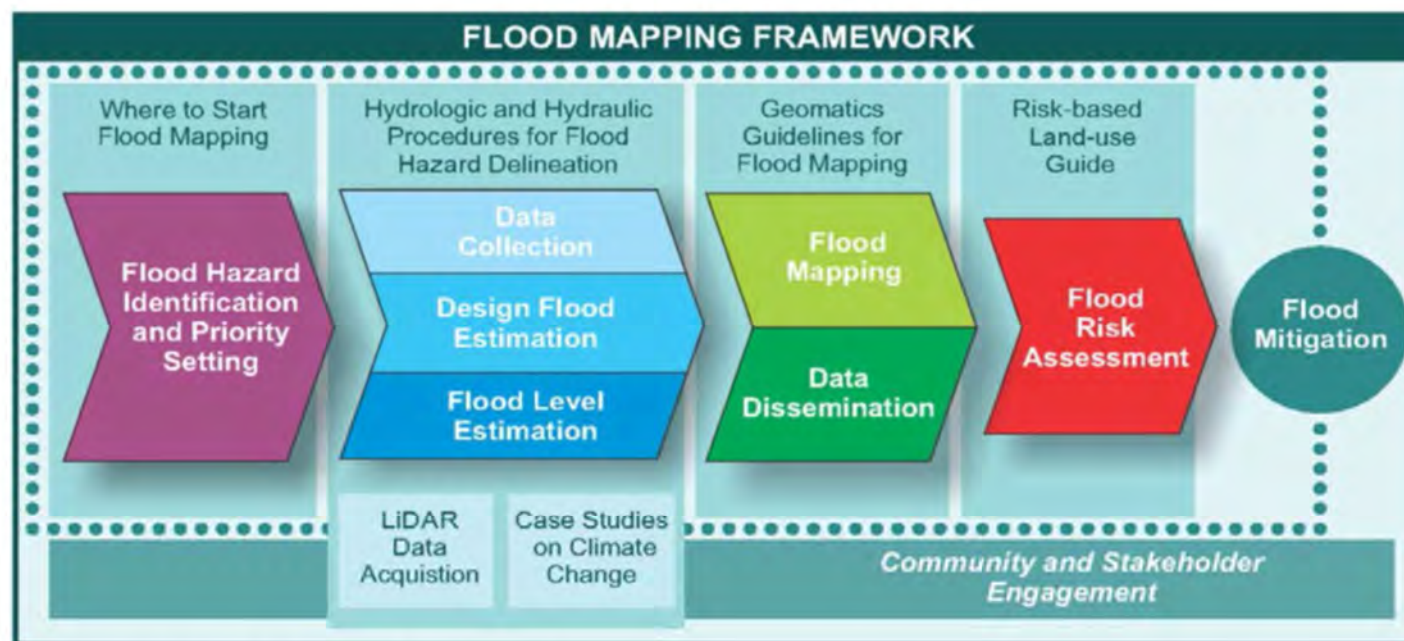 FLOOD MAPPING FRAMEWORK
Where to Start
Flood Mapping
Hydrologic and Hydraulic
Procedures for Flood
Hazard Delineation
Geomatics
Guidelines for
Flood Mapping
Risk-based
Land-use
Guide
Flood Hazard
Identification
and Priority
Setting
Data
Collection
Design Flood
Estimation
Flood Level
Estimation
Flood
Mapping
Data
Dissemination
Flood
Risk
Assessment
Flood
Mitigation
LiDAR
Data
Acquistion
Case Studies
on Climate
Change
Community and Stakeholder
Engagement